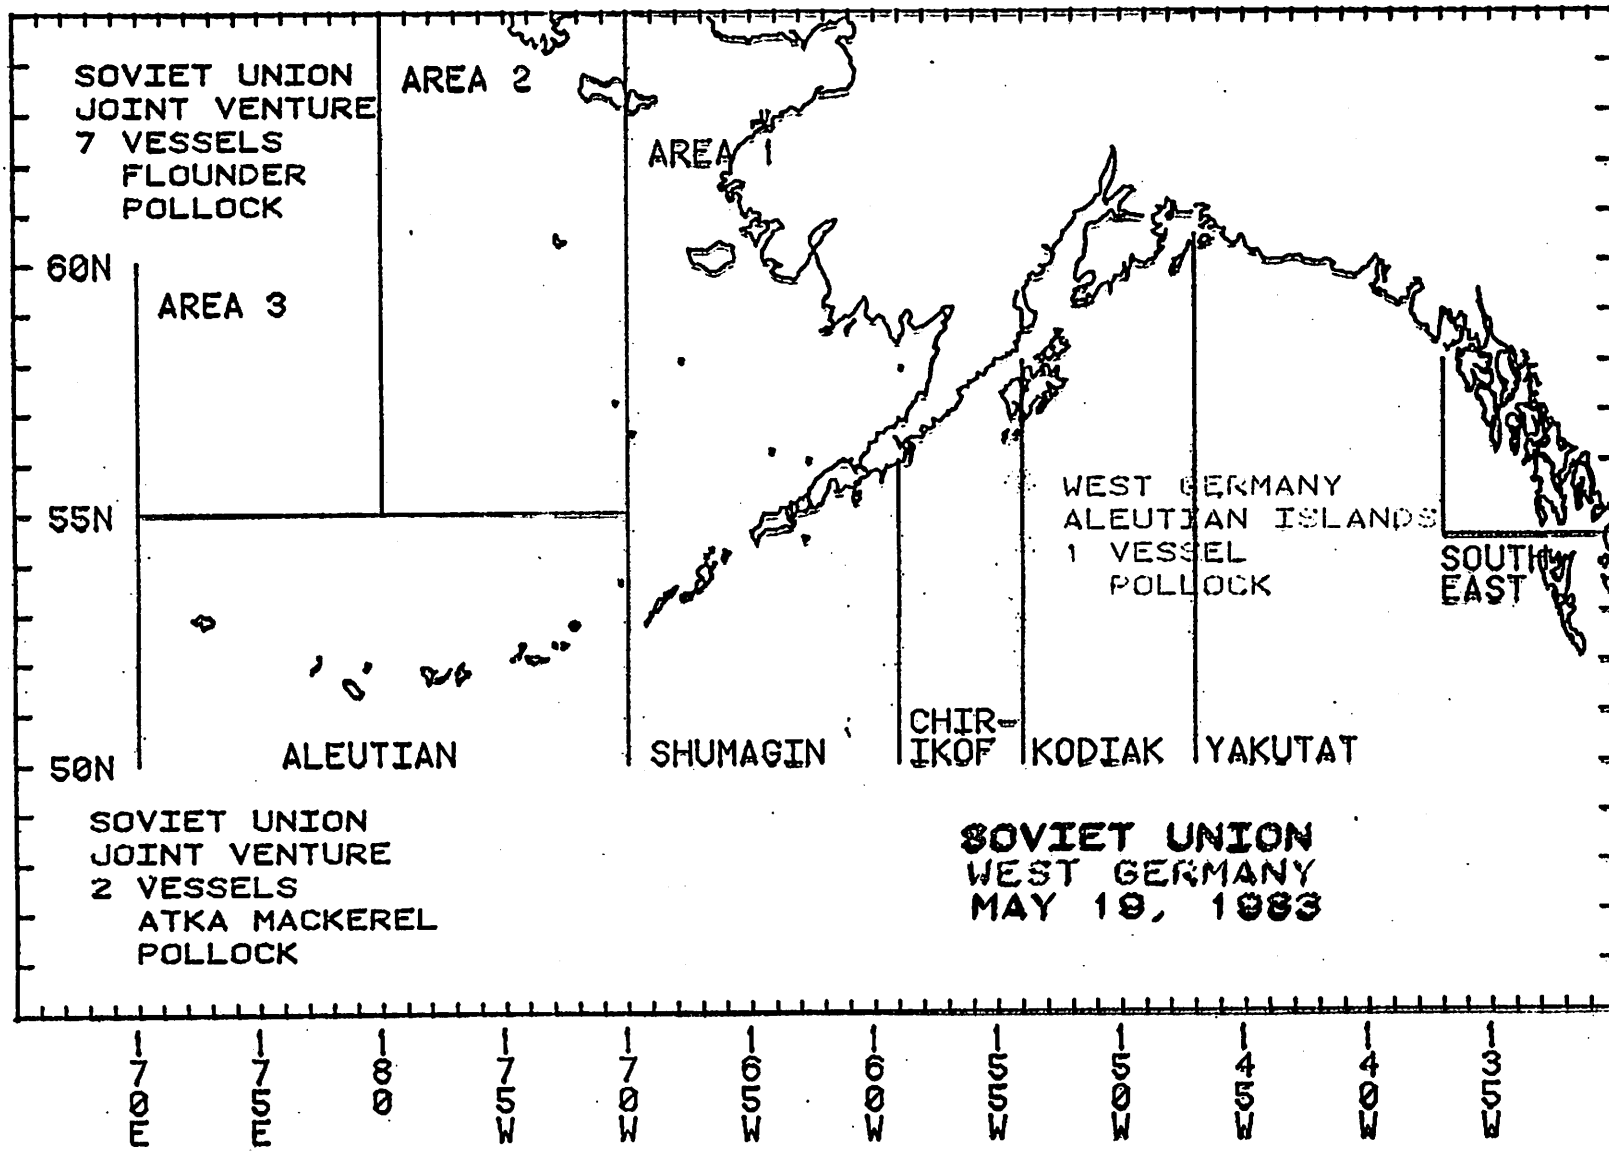 SOVIET UNION
JOINT VENTURE
7 VESSELS
FLOUNDER
POLLOCK
AREA 2
AREA 1
60N
AREA 3
55N
WEST GERMANY
ALEUTIAN ISLANDS
1 VESSEL
POLLOCK
SOUTH
EAST
50N
ALEUTIAN
SHUMAGIN
CHIR-
IKOF
KODIAK
YAKUTAT
SOVIET UNION
JOINT VENTURE
2 VESSELS
ATKA MACKEREL
POLLOCK
SOVIET UNION
WEST GERMANY
MAY 19, 1983
170E
175E
180
175W
170W
165W
160W
155W
150W
145W
140W
135W